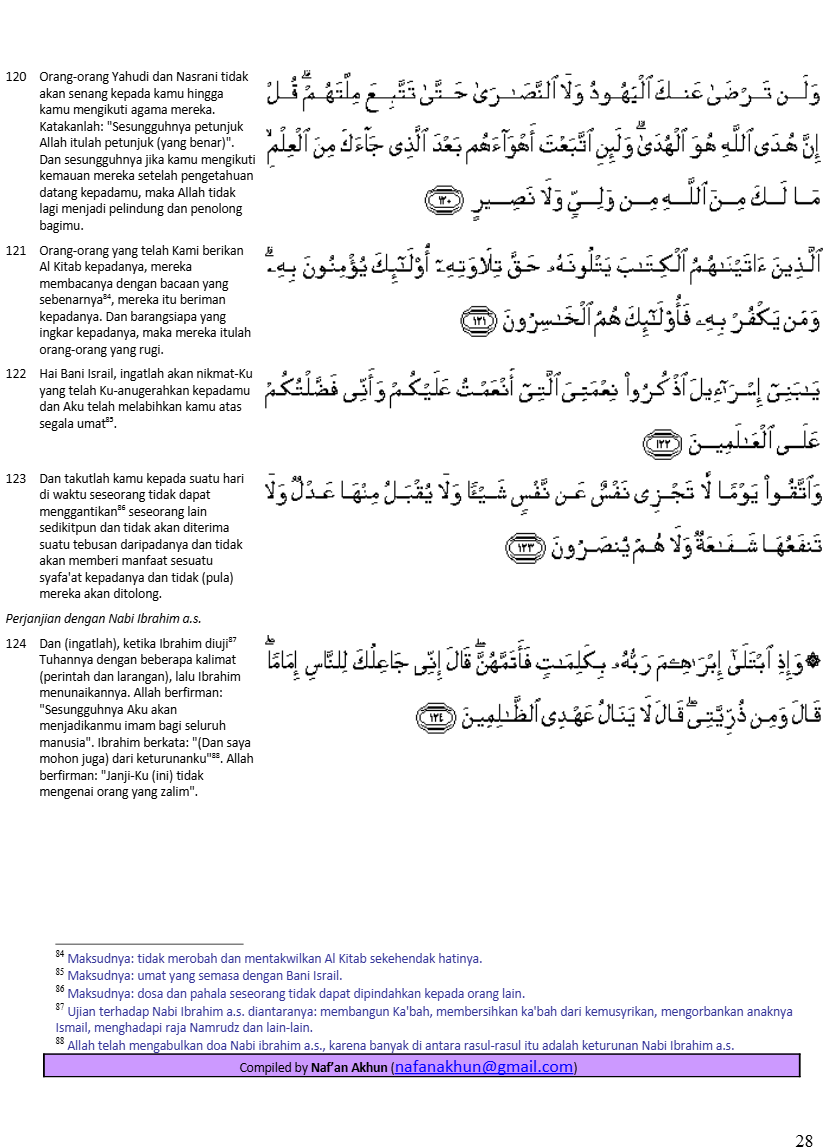 120 Orang-orang Yahudi dan Nasrani tidak
akan senang kepada kamu hingga
kamu mengikuti agama mereka.
Katakanlah: "Sesungguhnya petunjuk
Allah itulah petunjuk (yang benar)".
Dan sesungguhnya jika kamu mengikuti
kemauan mereka setelah pengetahuan
datang kepadamu, maka Allah tidak
lagi menjadi pelindung dan penolong
bagimu.
وَلَن تَرْضَىٰ عَنكَ ٱلْيَهُودُ وَلَا ٱلنَّصَـٰرَىٰ حَتَّىٰ تَتَّبِعَ مِلَّتَهُمْ ۗ قُلْ
إِنَّ هُدَى ٱللَّهِ هُوَ ٱلْهُدَىٰ ۗ وَلَئِنِ ٱتَّبَعْتَ أَهْوَآءَهُم بَعْدَ ٱلَّذِى جَآءَكَ مِنَ ٱلْعِلْمِ ۙ
مَا لَكَ مِنَ ٱللَّهِ مِن وَلِىٍّ وَلَا نَصِيرٍ ١٢٠
121 Orang-orang yang telah Kami berikan
Al Kitab kepadanya, mereka
membacanya dengan bacaan yang
sebenarnya84, mereka itu beriman
kepadanya. Dan barangsiapa yang
ingkar kepadanya, maka mereka itulah
orang-orang yang rugi.
ٱلَّذِينَ ءَاتَيْنَـٰهُمُ ٱلْكِتَـٰبَ يَتْلُونَهُۥ حَقَّ تِلَاوَتِهِۦٓ أُو۟لَـٰٓئِكَ يُؤْمِنُونَ بِهِۦ ۗ
وَمَن يَكْفُرْ بِهِۦ فَأُو۟لَـٰٓئِكَ هُمُ ٱلْخَـٰسِرُونَ ١٢١
122 Hai Bani Israil, ingatlah akan nikmat-Ku
yang telah Ku-anugerahkan kepadamu
dan Aku telah melabihkan kamu atas
segala umat85.
يَـٰبَنِىٓ إِسْرَٰٓءِيلَ ٱذْكُرُوا۟ نِعْمَتِىَ ٱلَّتِىٓ أَنْعَمْتُ عَلَيْكُمْ وَأَنِّى فَضَّلْتُكُمْ
عَلَى ٱلْعَـٰلَمِينَ ١٢٢
123 Dan takutlah kamu kepada suatu hari
di waktu seseorang tidak dapat
menggantikan86 seseorang lain
sedikitpun dan tidak akan diterima
suatu tebusan daripadanya dan tidak
akan memberi manfaat sesuatu
syafa'at kepadanya dan tidak (pula)
mereka akan ditolong.
وَٱتَّقُوا۟ يَوْمًا لَّا تَجْزِى نَفْسٌ عَن نَّفْسٍ شَيْـًٔا وَلَا يُقْبَلُ مِنْهَا عَدْلٌ وَلَا
تَنفَعُهَا شَفَـٰعَةٌ وَلَا هُمْ يُنصَرُونَ ١٢٣
Perjanjian dengan Nabi Ibrahim a.s.
124 Dan (ingatlah), ketika Ibrahim diuji87
Tuhannya dengan beberapa kalimat
(perintah dan larangan), lalu Ibrahim
menunaikannya. Allah berfirman:
"Sesungguhnya Aku akan
menjadikanmu imam bagi seluruh
manusia". Ibrahim berkata: "(Dan saya
mohon juga) dari keturunanku"88. Allah
berfirman: "Janji-Ku (ini) tidak
mengenai orang yang zalim".
۞ وَإِذِ ٱبْتَلَىٰٓ إِبْرَٰهِـۧمَ رَبُّهُۥ بِكَلِمَـٰتٍ فَأَتَمَّهُنَّ ۖ قَالَ إِنِّى جَاعِلُكَ لِلنَّاسِ إِمَامًا ۖ
قَالَ وَمِن ذُرِّيَّتِى ۖ قَالَ لَا يَنَالُ عَهْدِى ٱلظَّـٰلِمِينَ ١٢٤
84 Maksudnya: tidak merobah dan mentakwilkan Al Kitab sekehendak hatinya.
85 Maksudnya: umat yang semasa dengan Bani Israil.
86 Maksudnya: dosa dan pahala seseorang tidak dapat dipindahkan kepada orang lain.
87 Ujian terhadap Nabi Ibrahim a.s. diantaranya: membangun Ka'bah, membersihkan ka'bah dari kemusyrikan, mengorbankan anaknya
Ismail, menghadapi raja Namrudz dan lain-lain.
88 Allah telah mengabulkan doa Nabi ibrahim a.s., karena banyak di antara rasul-rasul itu adalah keturunan Nabi Ibrahim a.s.
Compiled by Naf'an Akhun (nafanakhun@gmail.com)
28